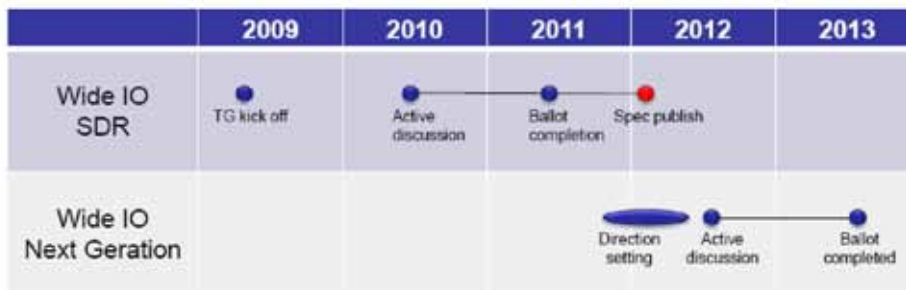 2009 2010 2011 2012 2013
Wide IO
SDR
TG kick off
Active
discussion
Ballot
completion
Spec publish
Wide IO
Next Geration
Direction
setting
Active
discussion
Ballot
completed